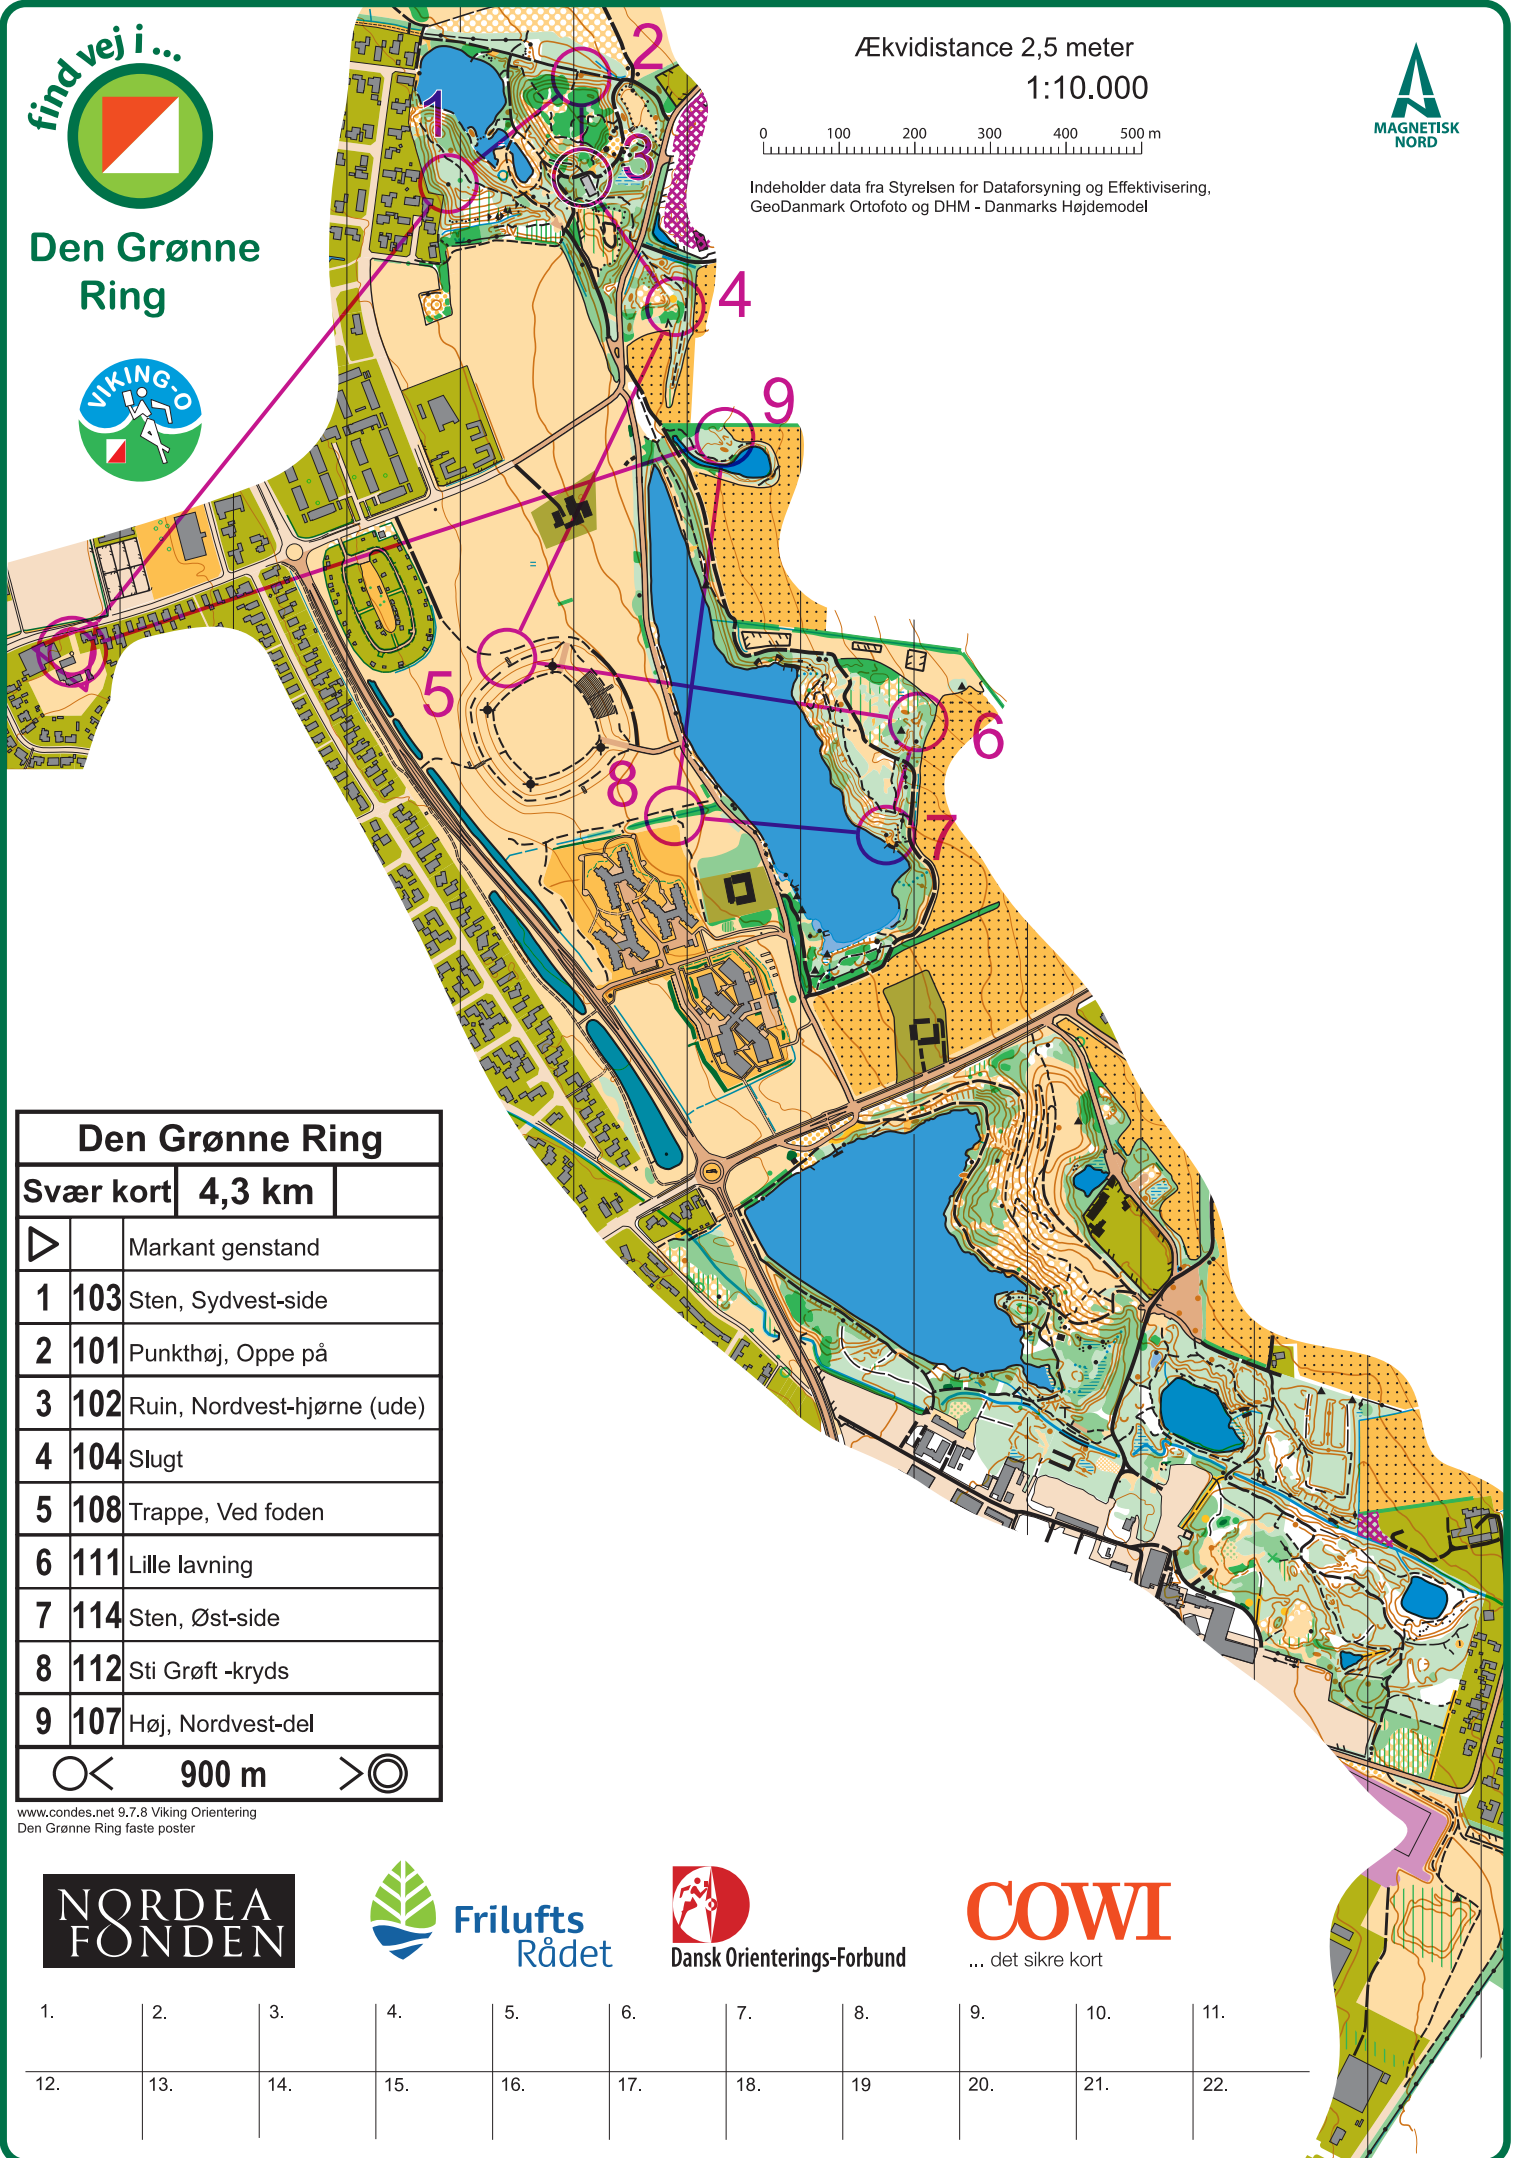 find vej i ...
Den Grønne
Ring
VIKING-O
Ækvidistance 2,5 meter
1:10.000
0 100 200 300 400 500 m
Indeholder data fra Styrelsen for Dataforsyning og Effektivisering,
GeoDanmark Ortofoto og DHM - Danmarks Højdemodel
MAGNETISK
NORD
1
2
3
4
9
5
6
8
7
Den Grønne Ring
Svær kort 4,3 km
Markant genstand
1 103 Sten, Sydvest-side
2 101 Punkthøj, Oppe på
3 102 Ruin, Nordvest-hjørne (ude)
4 104 Slugt
5 108 Trappe, Ved foden
6 111 Lille lavning
7 114 Sten, Øst-side
8 112 Sti Grøft -kryds
9 107 Høj, Nordvest-del
900 m
www.condes.net 9.7.8 Viking Orientering
Den Grønne Ring faste poster
NORDEA
FONDEN
Frilufts
Rådet
Dansk Orienterings-Forbund
COWI
... det sikre kort
1. 2. 3. 4. 5. 6. 7. 8. 9. 10. 11.
12. 13. 14. 15. 16. 17. 18. 19 20. 21. 22.